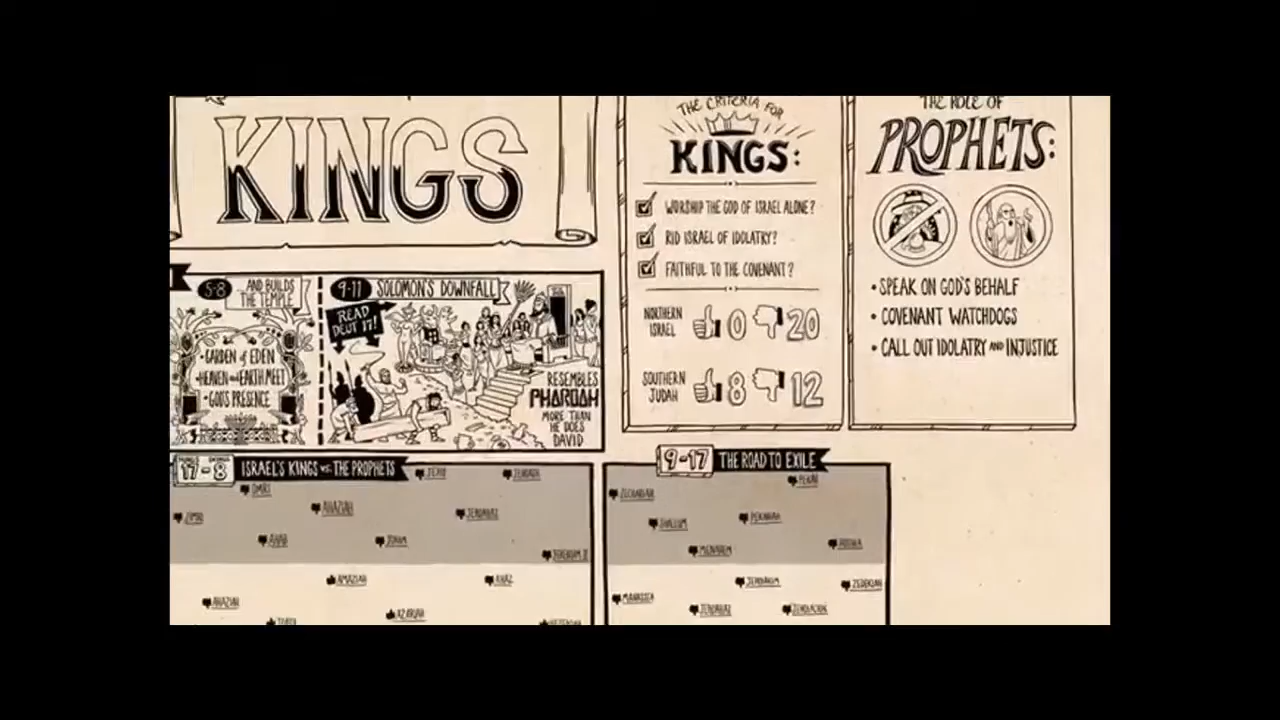 KINGS
THE CRITERIA FOR
KINGS:
WORSHIP THE GOD OF ISRAEL ALONE?
RID ISRAEL OF IDOLATRY?
FAITHFUL TO THE COVENANT?
NORTHERN
ISRAEL
0 20
SOUTHERN
JUDAH
8 12
THE ROLE OF
PROPHETS:
• SPEAK ON GOD'S BEHALF
• COVENANT WATCHDOGS
• CALL OUT IDOLATRY AND INJUSTICE
5-8 AND BUILDS
THE TEMPLE
• GARDEN of EDEN
• HEAVEN and EARTH MEET
• GOD'S PRESENCE
9-11 SOLOMON'S DOWNFALL
READ
DEUT 17!
RESEMBLES
PHARAOH
MORE THAN
HE DOES
DAVID
17-8 ISRAEL'S KINGS vs. THE PROPHETS
JEHU
OMRI
AHAZIAH
JEHOAHAZ
ZIMRI
AHAB
JORAM
JEROBOAM II
AMAZIAH
AHAZ
AHAZIAH
AZARIAH
9-17 THE ROAD TO EXILE
PEKAH
ZECHARIAH
PEKAHIAH
SHALLUM
HOSHEA
MENAHEM
JEHOIAKIM
ZEDEKIAH
MANASSEH
JEHOAHAZ
JEHOIACHIN